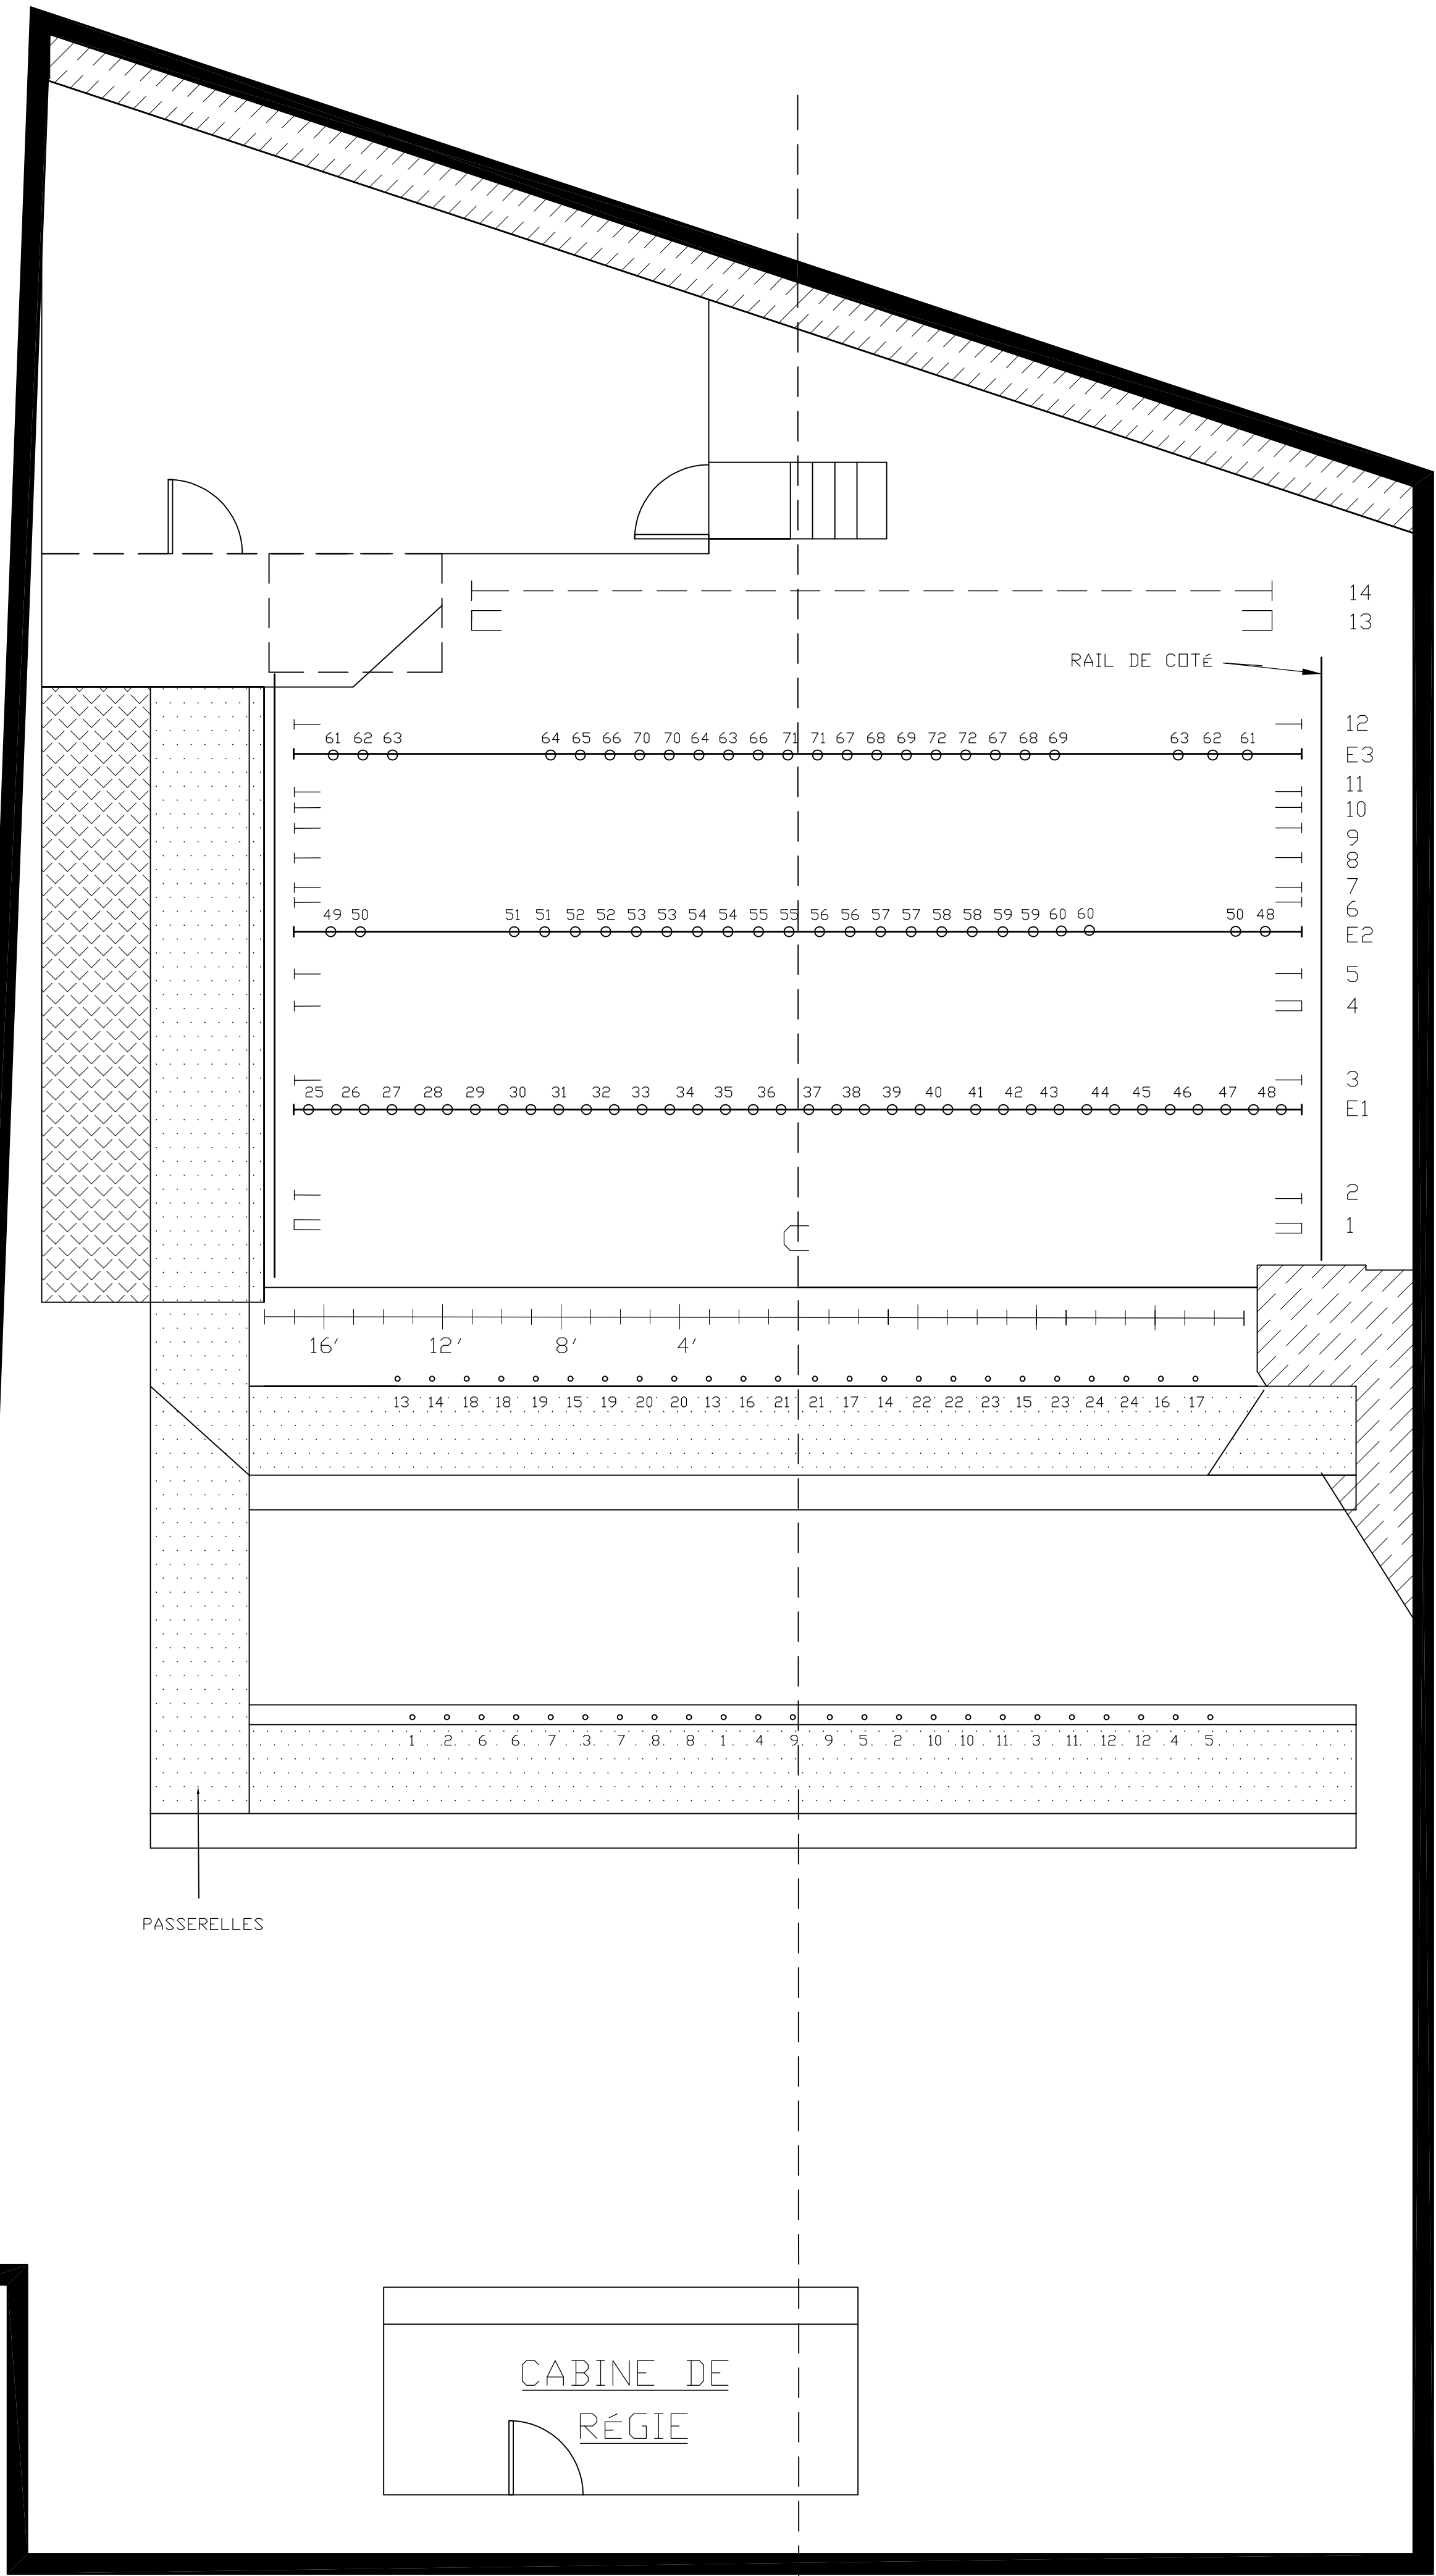 14
13
RAIL DE COTÉ
12
61 62 63 64 65 66 70 70 64 63 66 71 71 67 68 69 72 72 67 68 69 63 62 61
E3
11
10
9
8
7
6
49 50 51 51 52 52 53 53 54 54 55 55 56 56 57 57 58 58 59 59 60 60 50 48
E2
5
4
3
25 26 27 28 29 30 31 32 33 34 35 36 37 38 39 40 41 42 43 44 45 46 47 48
E1
2
1
C
16' 12' 8' 4'
13 14 18 18 19 15 19 20 20 13 16 21 21 17 14 22 22 23 15 23 24 24 16 17
1 2 6 6 7 3 7 8 8 1 4 9 9 5 2 10 10 11 3 11 12 12 4 5
PASSERELLES
CABINE DE
RÉGIE